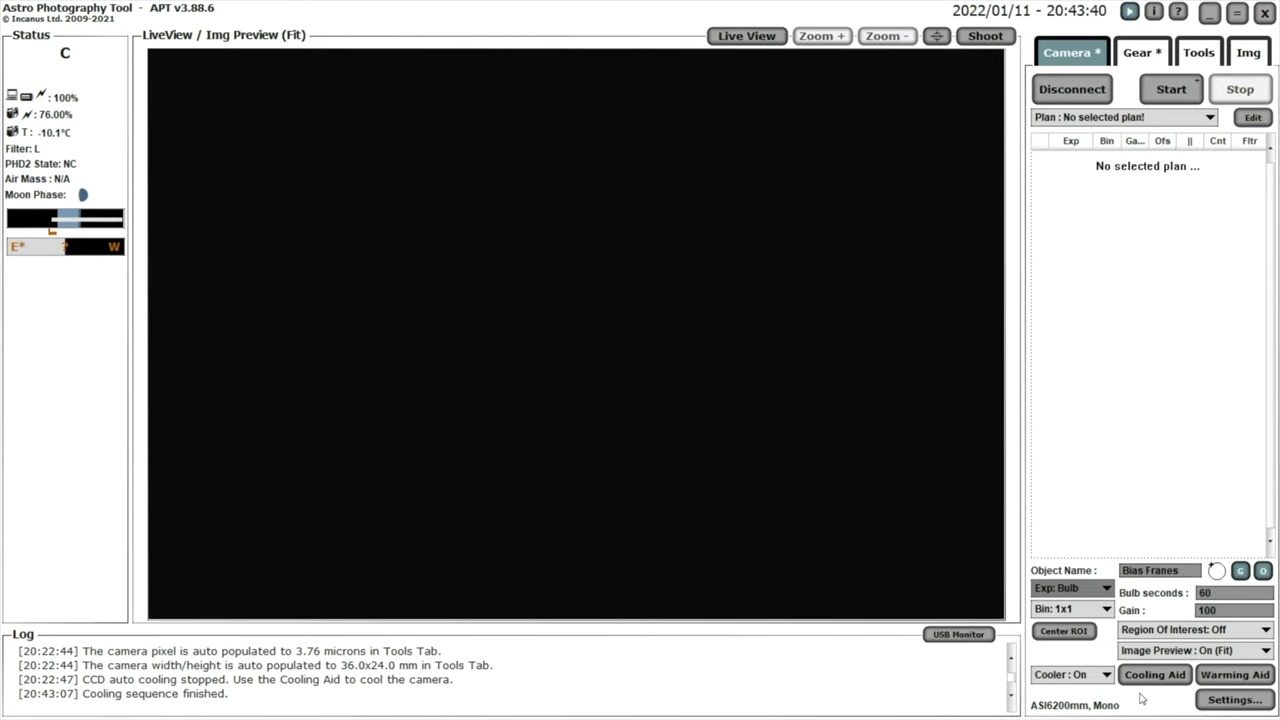 Astro Photography Tool - APT v3.88.6
© Incanus Ltd. 2009-2021
2022/01/11 - 20:43:40
i
?
_
=
x
Status
C
: 100%
: 76.00%
T : -10.1°C
Filter: L
PHD2 State: NC
Air Mass : N/A
Moon Phase:
E* ? W
LiveView / Img Preview (Fit)
Live View
Zoom +
Zoom -
Shoot
Camera *
Gear *
Tools
Img
Disconnect
Start
Stop
Plan : No selected plan!
Edit
Exp Bin Ga... Ofs || Cnt Fltr
No selected plan ...
Object Name : Bias Franes
G
O
Exp: Bulb
Bulb seconds : 60
Bin: 1x1
Gain : 100
Center ROI
Region Of Interest: Off
Image Preview : On (Fit)
Cooler : On
Cooling Aid
Warming Aid
ASI6200mm, Mono
Settings...
Log
USB Monitor
[20:22:44] The camera pixel is auto populated to 3.76 microns in Tools Tab.
[20:22:44] The camera width/height is auto populated to 36.0x24.0 mm in Tools Tab.
[20:22:47] CCD auto cooling stopped. Use the Cooling Aid to cool the camera.
[20:43:07] Cooling sequence finished.